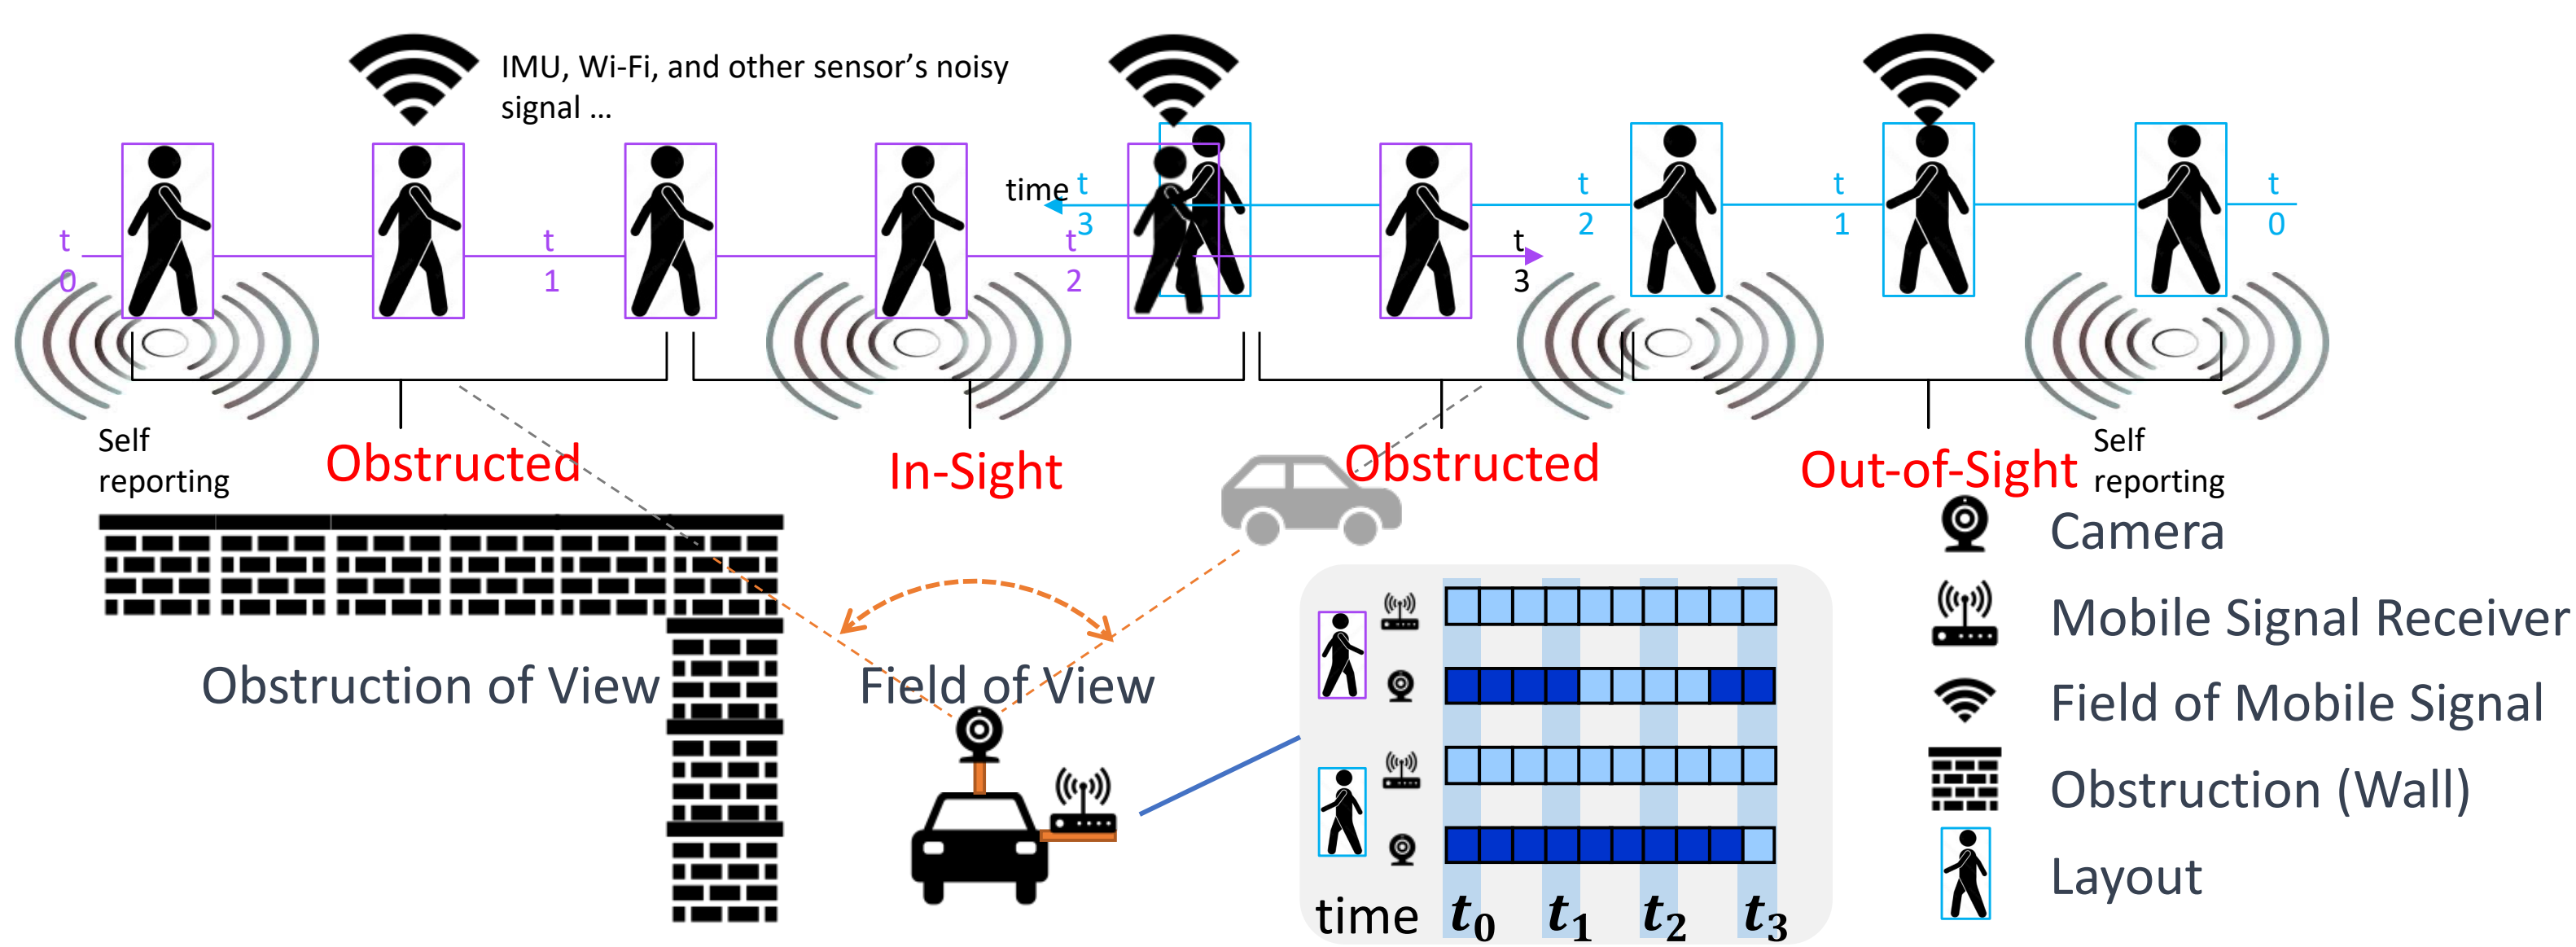 IMU, Wi-Fi, and other sensor's noisy
signal ...
time
t
3
t
2
t
1
t
0
t
0
t
1
t
2
t
3
Self
reporting
Obstructed
In-Sight
Obstructed
Out-of-Sight
Self
reporting
Camera
Mobile Signal Receiver
Field of Mobile Signal
Obstruction (Wall)
Layout
Obstruction of View
Field of View
time t₀ t₁ t₂ t₃